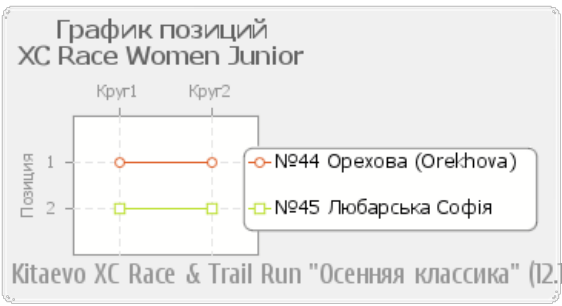 График позиций
XC Race Women Junior
Круг1 Круг2
Позиция
1
2
№44 Орехова (Orekhova)
№45 Любарська Софія
Kitaevo XC Race & Trail Run "Осенняя классика" (12.